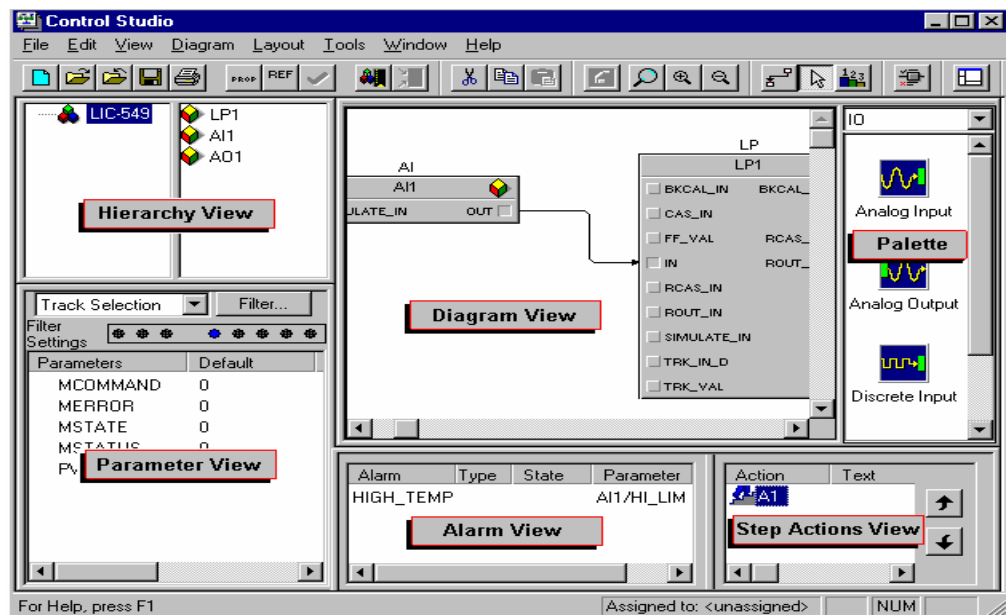 Control Studio
File Edit View Diagram Layout Tools Window Help
PROP REF 123
LIC-549
LP1
AI1
AO1
Hierarchy View
Track Selection Filter...
Filter Settings
Parameters Default
MCOMMAND 0
MERROR 0
MSTATE 0
MSTATUS 0
Parameter View
AI
AI1
ULATE_IN OUT
LP
LP1
BKCAL_IN BKCAL_
CAS_IN
FF_VAL RCAS_
IN ROUT_
RCAS_IN
ROUT_IN
SIMULATE_IN
TRK_IN_D
TRK_VAL
Diagram View
IO
Analog Input
Palette
Analog Output
Discrete Input
Alarm Type State Parameter
HIGH_TEMP AI1/HI_LIM
Alarm View
Action Text
A1
Step Actions View
For Help, press F1 Assigned to: <unassigned> NUM